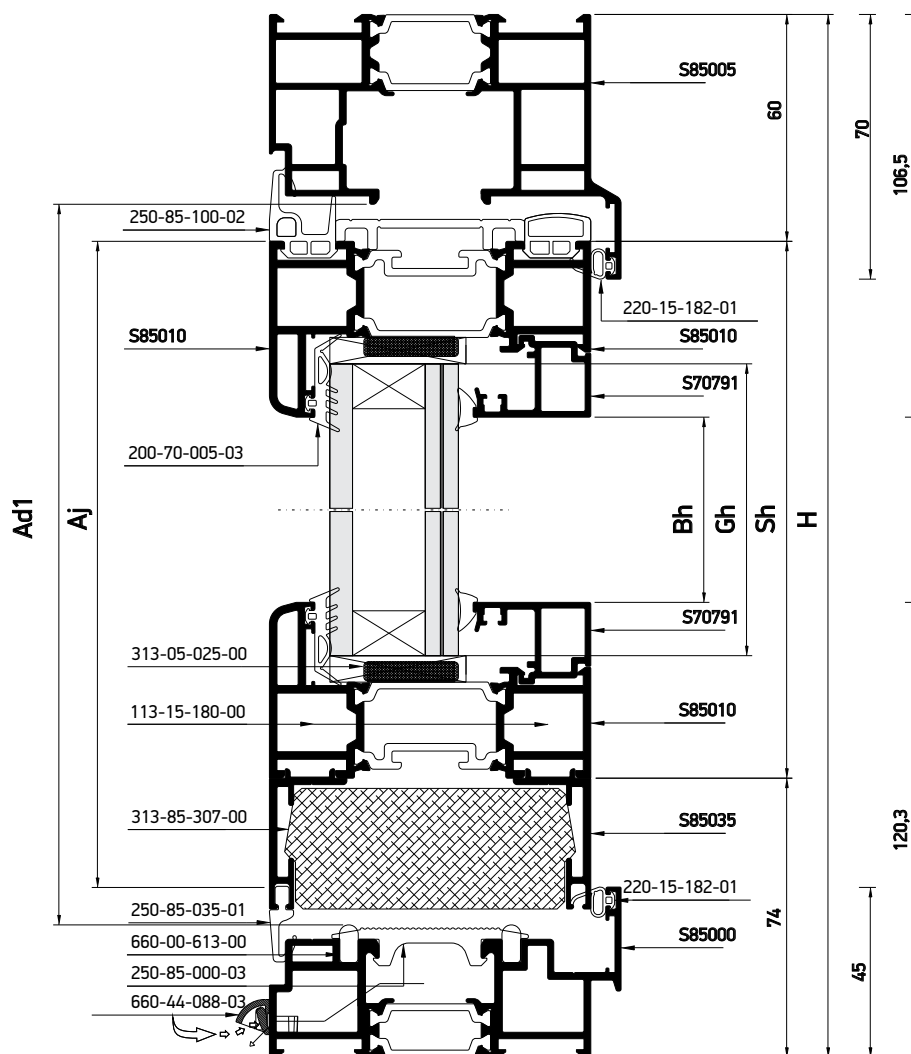 S85005
60
70
106,5
250-85-100-02
220-15-182-01
S85010
S85010
S70791
200-70-005-03
Ad1
Aj
Bh
Gh
Sh
H
S70791
313-05-025-00
113-15-180-00
S85010
313-85-307-00
S85035
120,3
220-15-182-01
250-85-035-01
74
660-00-613-00
S85000
250-85-000-03
45
660-44-088-03